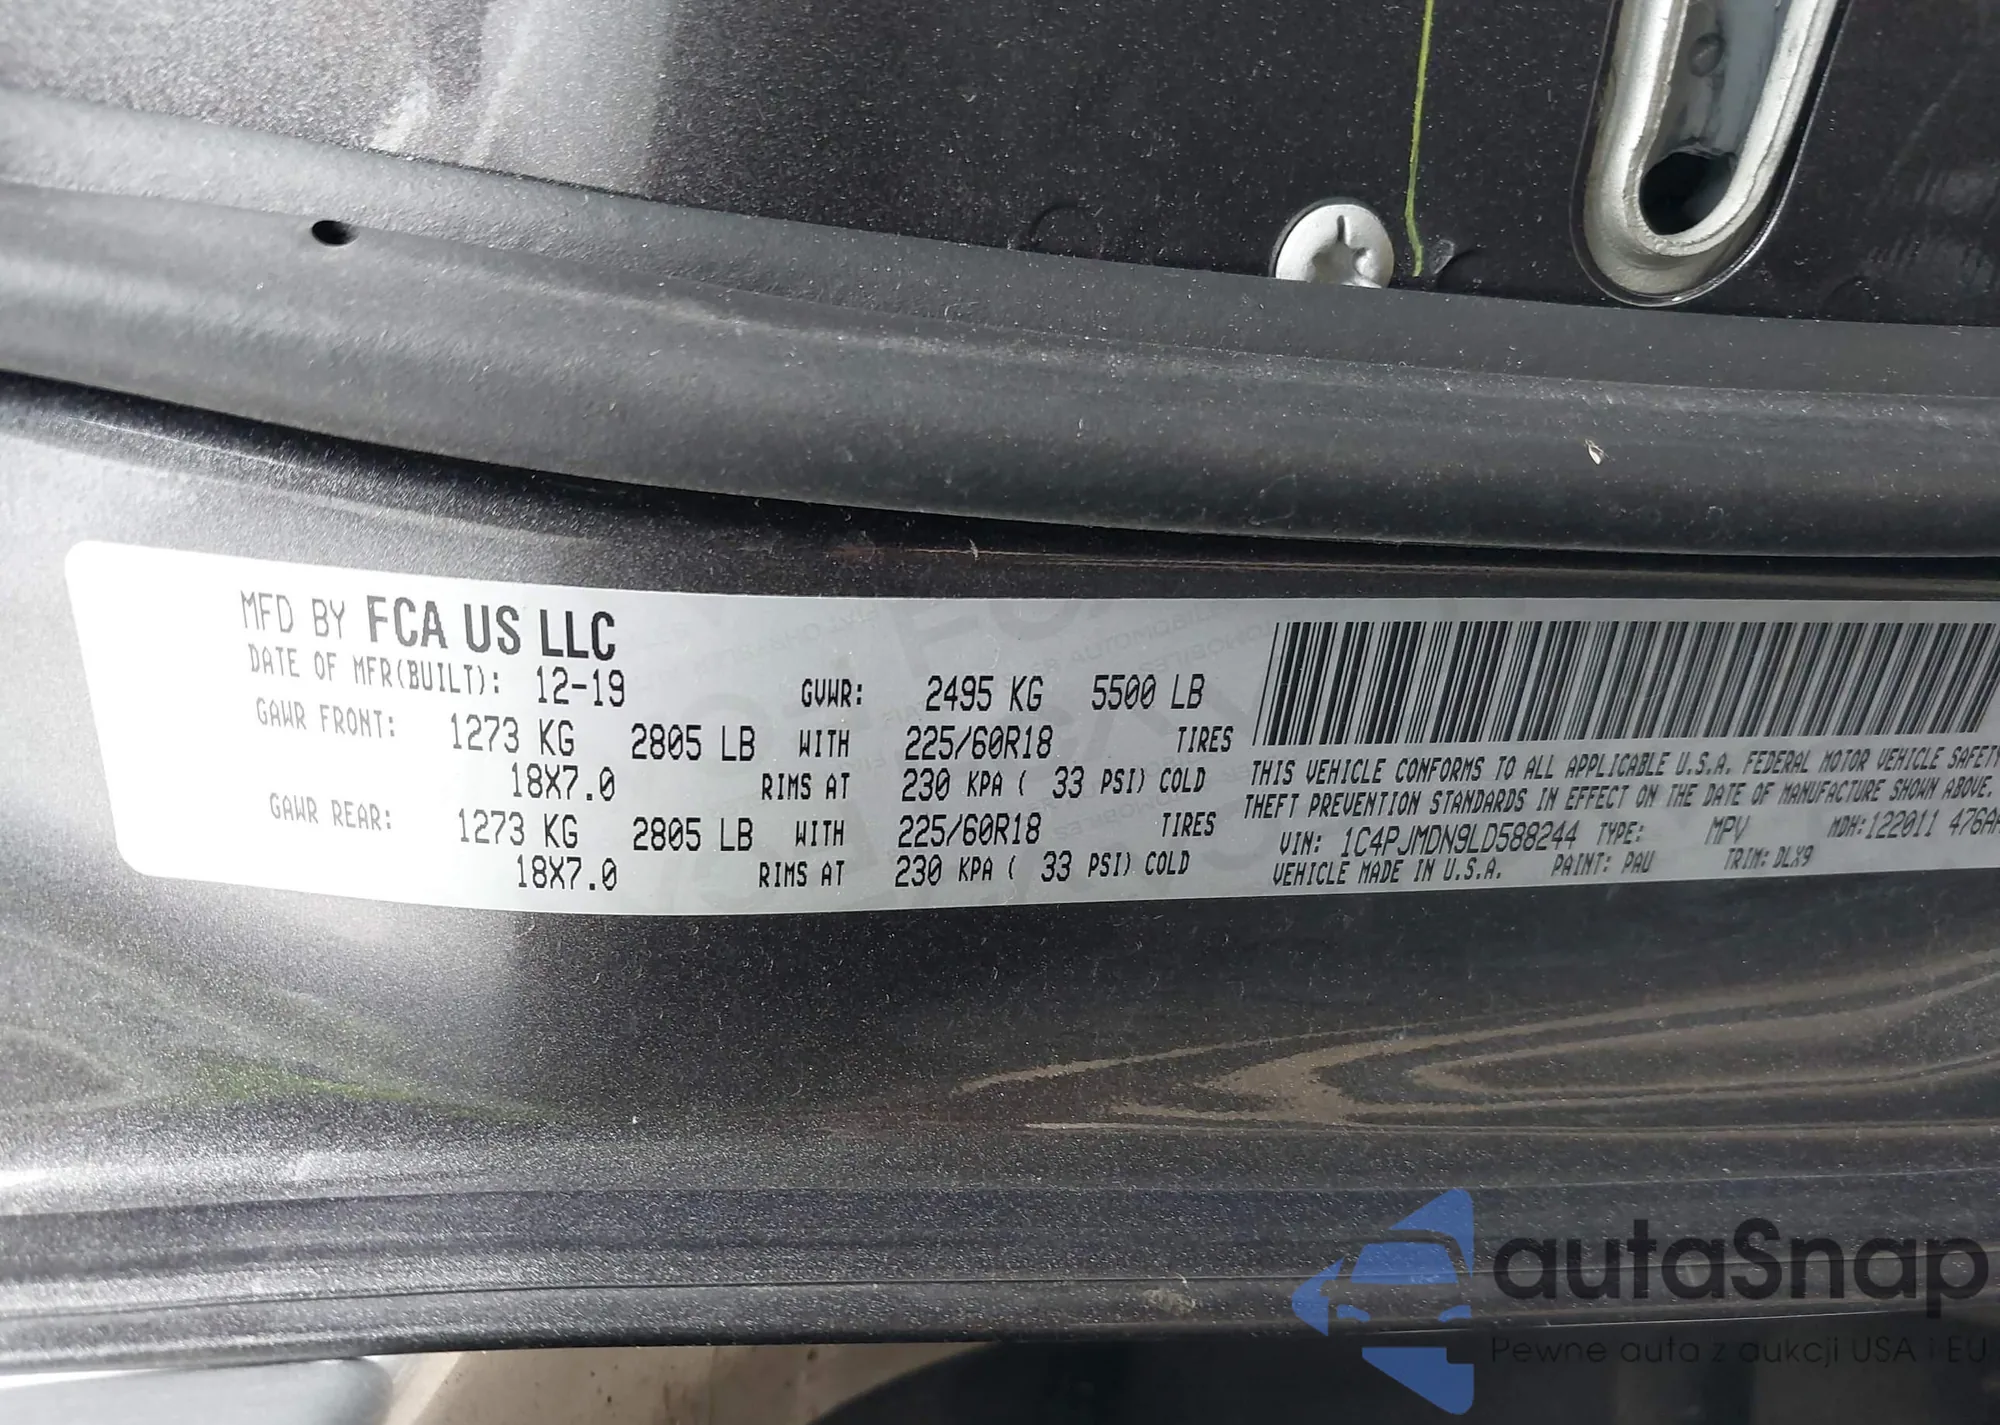 MFD BY FCA US LLC
DATE OF MFR(BUILT): 12-19 GVWR: 2495 KG 5500 LB
GAWR FRONT: 1273 KG 2805 LB WITH 225/60R18 TIRES
18X7.0 RIMS AT 230 KPA ( 33 PSI) COLD
GAWR REAR: 1273 KG 2805 LB WITH 225/60R18 TIRES
18X7.0 RIMS AT 230 KPA ( 33 PSI) COLD
THIS VEHICLE CONFORMS TO ALL APPLICABLE U.S.A. FEDERAL MOTOR VEHICLE SAFETY
THEFT PREVENTION STANDARDS IN EFFECT ON THE DATE OF MANUFACTURE SHOWN ABOVE.
VIN: 1C4PJMDN9LD588244 TYPE: MPV MDH:122011 476AA
VEHICLE MADE IN U.S.A. PAINT: PAU TRIM: DLX9
autaSnap
Pewne auta z aukcji USA i EU